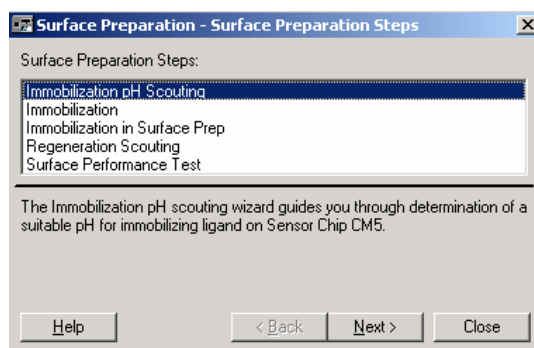 Surface Preparation - Surface Preparation Steps
Surface Preparation Steps:
Immobilization pH Scouting
Immobilization
Immobilization in Surface Prep
Regeneration Scouting
Surface Performance Test
The Immobilization pH scouting wizard guides you through determination of a
suitable pH for immobilizing ligand on Sensor Chip CM5.
Help
< Back
Next >
Close